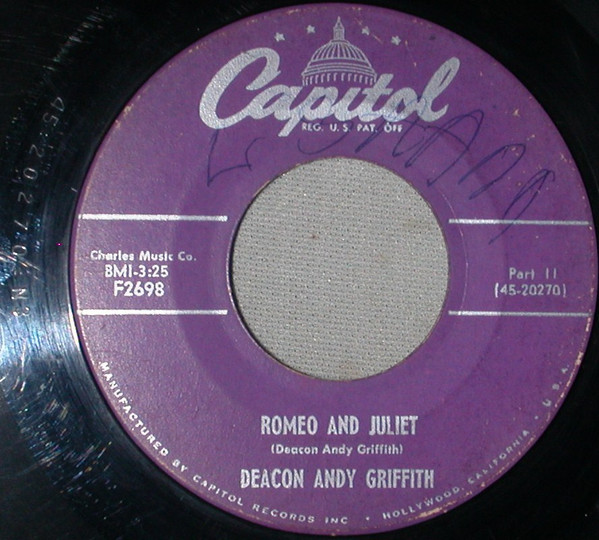 Capitol
REG. U.S. PAT. OFF
Charles Music Co.
BMI-3:25
F2698
Part II
(45-20270)
ROMEO AND JULIET
(Deacon Andy Griffith)
DEACON ANDY GRIFFITH
MANUFACTURED BY CAPITOL RECORDS INC • HOLLYWOOD, CALIFORNIA • U.S.A.